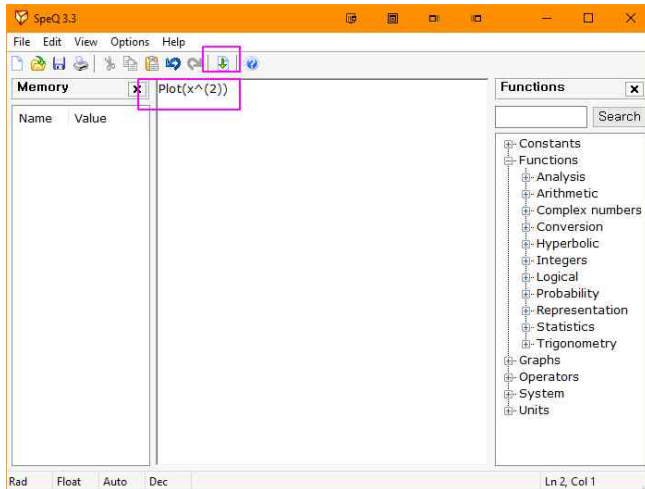 SpeQ 3.3
File Edit View Options Help
Memory x
Name Value
Plot(x^(2))
Functions x
Search
Constants
Functions
Analysis
Arithmetic
Complex numbers
Conversion
Hyperbolic
Integers
Logical
Probability
Representation
Statistics
Trigonometry
Graphs
Operators
System
Units
Rad Float Auto Dec Ln 2, Col 1